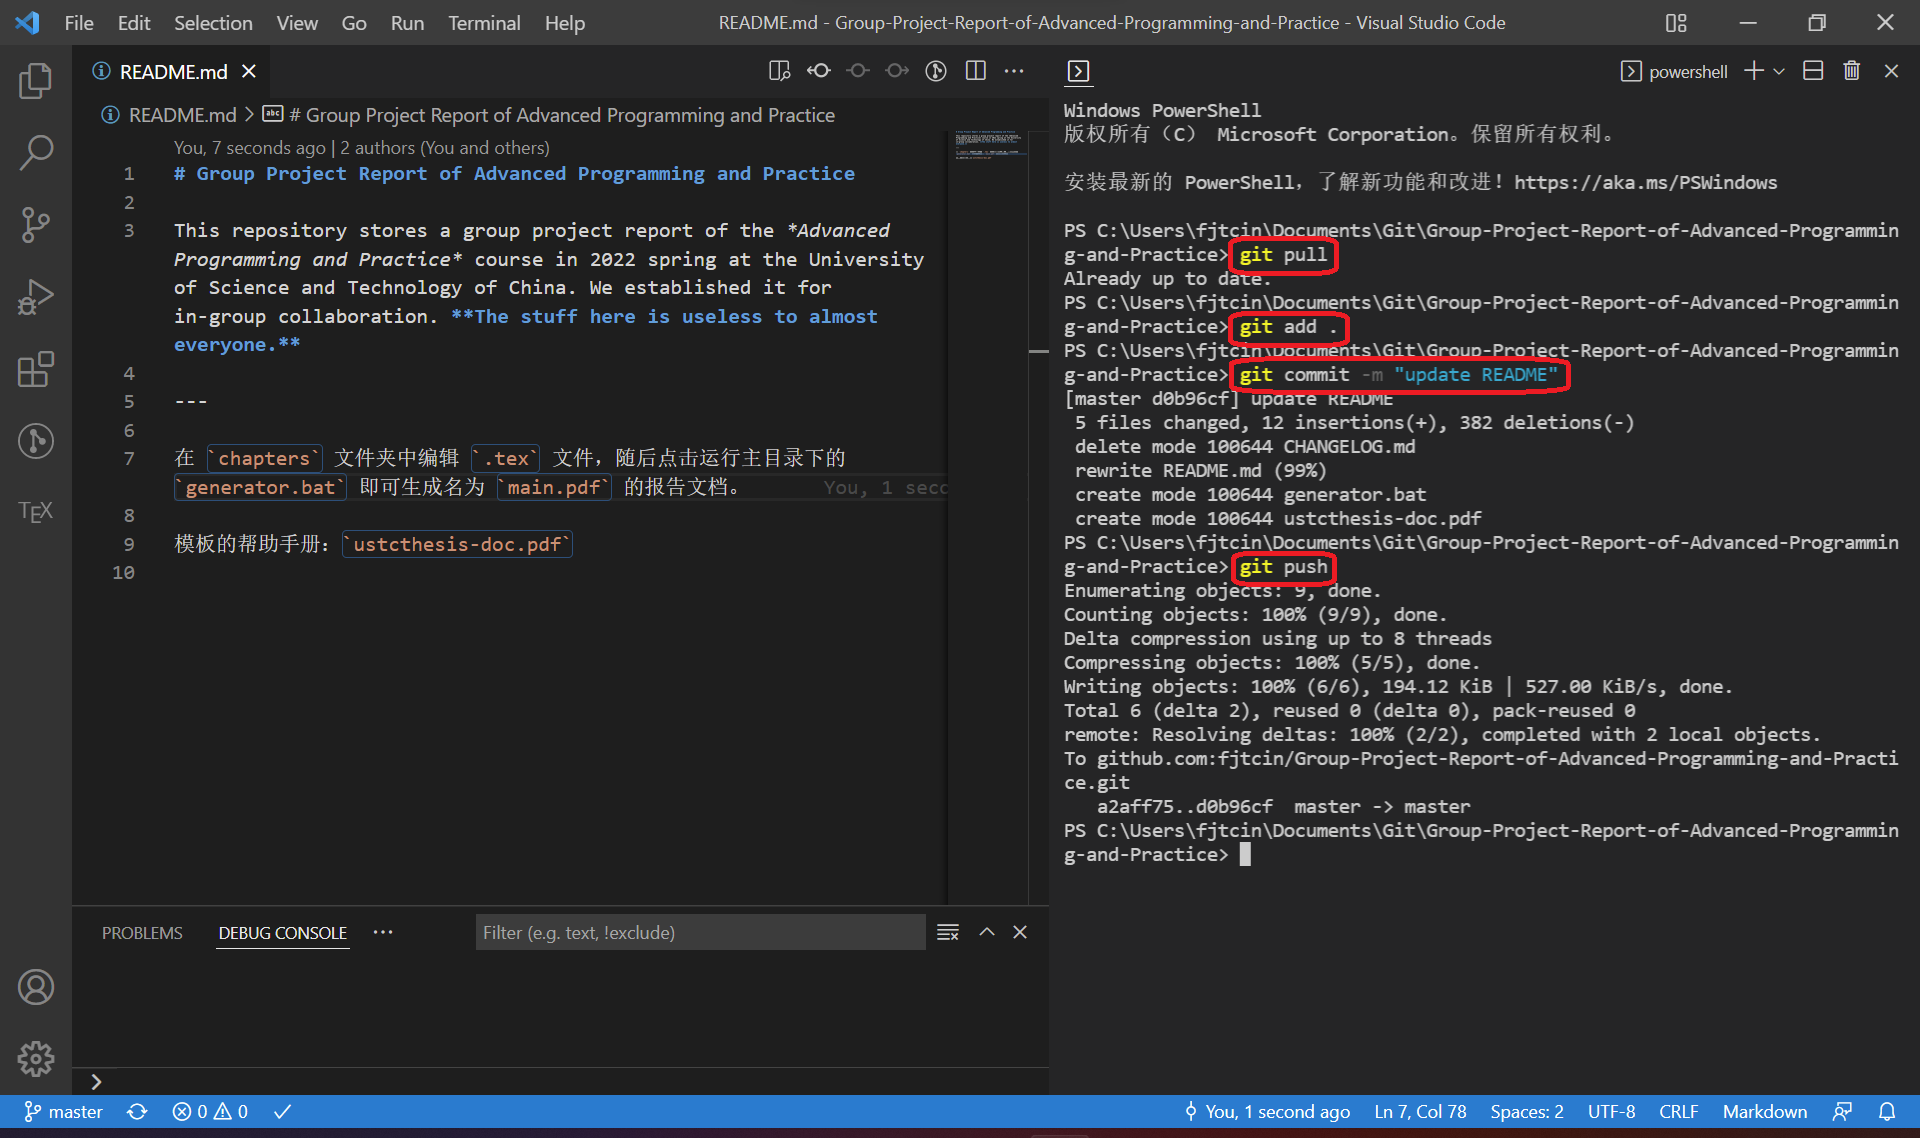 File Edit Selection View Go Run Terminal Help
README.md - Group-Project-Report-of-Advanced-Programming-and-Practice - Visual Studio Code
README.md
README.md > # Group Project Report of Advanced Programming and Practice
You, 7 seconds ago | 2 authors (You and others)
1 # Group Project Report of Advanced Programming and Practice
2
3 This repository stores a group project report of the *Advanced
Programming and Practice* course in 2022 spring at the University
of Science and Technology of China. We established it for
in-group collaboration. **The stuff here is useless to almost
everyone.**
4
5 ---
6
7 在 `chapters` 文件夹中编辑 `.tex` 文件，随后点击运行主目录下的
`generator.bat` 即可生成名为 `main.pdf` 的报告文档。 You, 1 sec
8
9 模板的帮助手册：`ustcthesis-doc.pdf`
10
TEX
PROBLEMS DEBUG CONSOLE ···
Filter (e.g. text, !exclude)
powershell
Windows PowerShell
版权所有（C） Microsoft Corporation。保留所有权利。
安装最新的 PowerShell，了解新功能和改进！https://aka.ms/PSWindows
PS C:\Users\fjtcin\Documents\Git\Group-Project-Report-of-Advanced-Programmin
g-and-Practice> git pull
Already up to date.
PS C:\Users\fjtcin\Documents\Git\Group-Project-Report-of-Advanced-Programmin
g-and-Practice> git add .
PS C:\Users\fjtcin\Documents\Git\Group-Project-Report-of-Advanced-Programmin
g-and-Practice> git commit -m "update README"
[master d0b96cf] update README
5 files changed, 12 insertions(+), 382 deletions(-)
delete mode 100644 CHANGELOG.md
rewrite README.md (99%)
create mode 100644 generator.bat
create mode 100644 ustcthesis-doc.pdf
PS C:\Users\fjtcin\Documents\Git\Group-Project-Report-of-Advanced-Programmin
g-and-Practice> git push
Enumerating objects: 9, done.
Counting objects: 100% (9/9), done.
Delta compression using up to 8 threads
Compressing objects: 100% (5/5), done.
Writing objects: 100% (6/6), 194.12 KiB | 527.00 KiB/s, done.
Total 6 (delta 2), reused 0 (delta 0), pack-reused 0
remote: Resolving deltas: 100% (2/2), completed with 2 local objects.
To github.com:fjtcin/Group-Project-Report-of-Advanced-Programming-and-Practi
ce.git
a2aff75..d0b96cf master -> master
PS C:\Users\fjtcin\Documents\Git\Group-Project-Report-of-Advanced-Programmin
g-and-Practice>
master 0 0
You, 1 second ago Ln 7, Col 78 Spaces: 2 UTF-8 CRLF Markdown